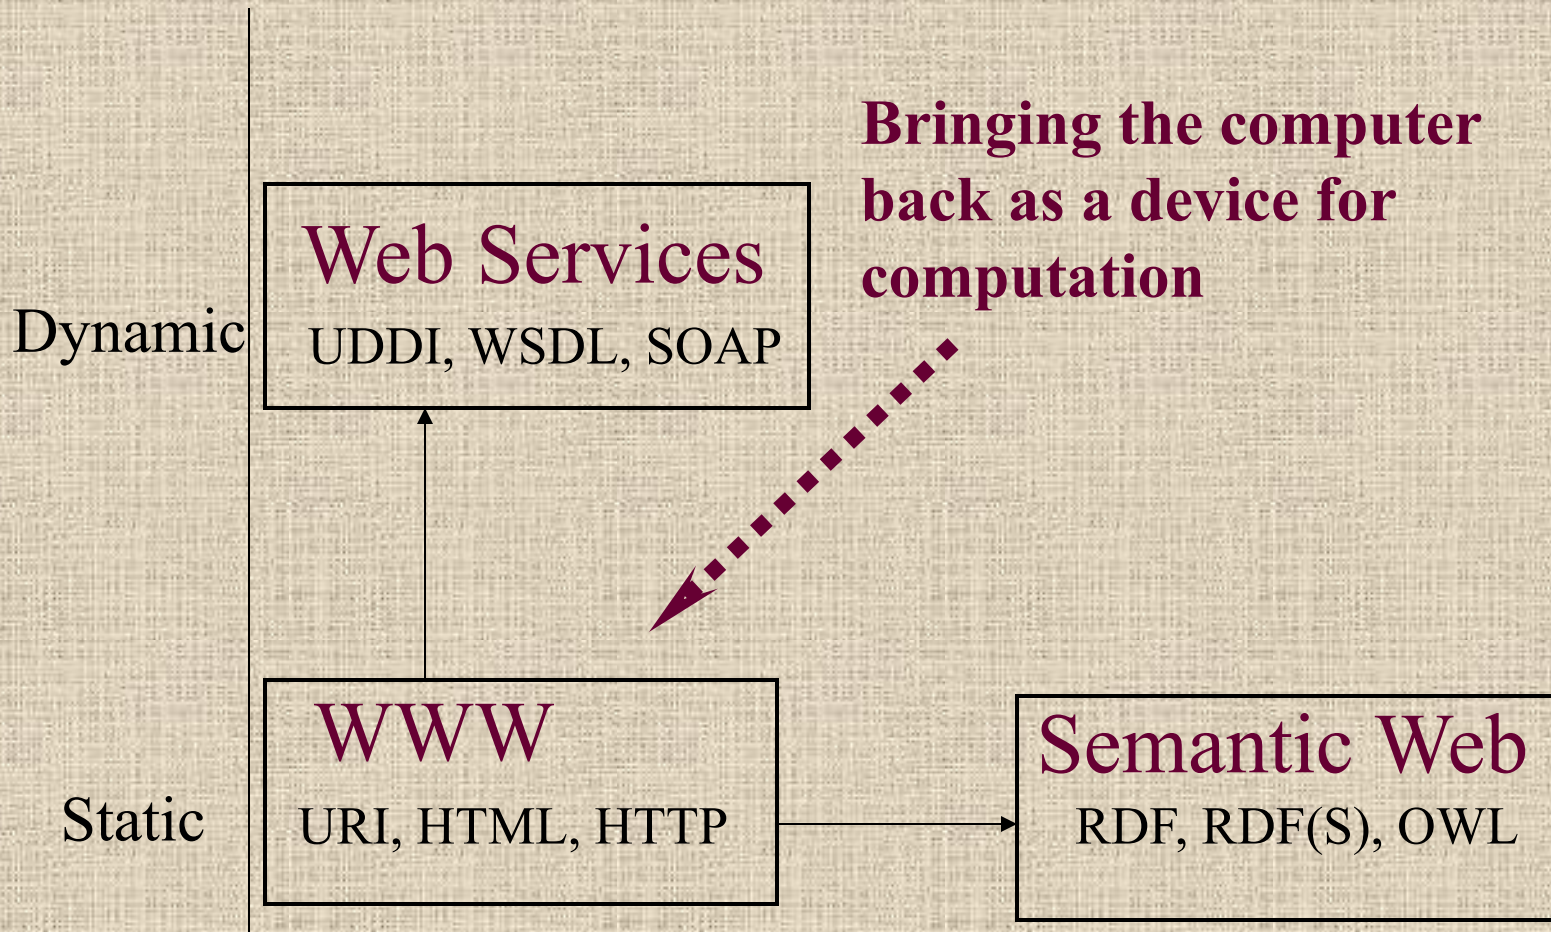 Bringing the computer
back as a device for
computation
Web Services
UDDI, WSDL, SOAP
Dynamic
WWW
URI, HTML, HTTP
Static
Semantic Web
RDF, RDF(S), OWL